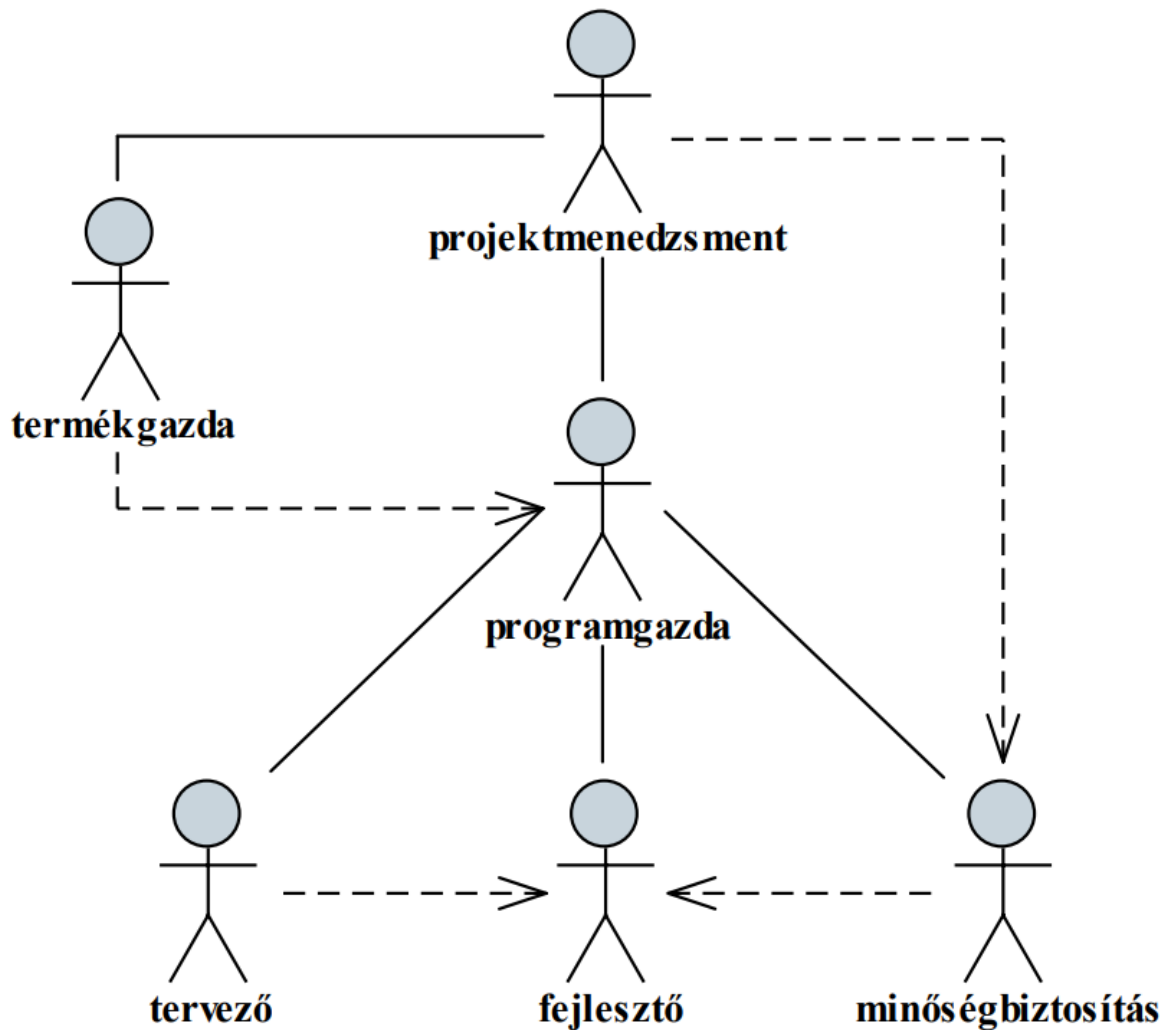 projektmenedzsment
termékgazda
programgazda
tervező
fejlesztő
minőségbiztosítás